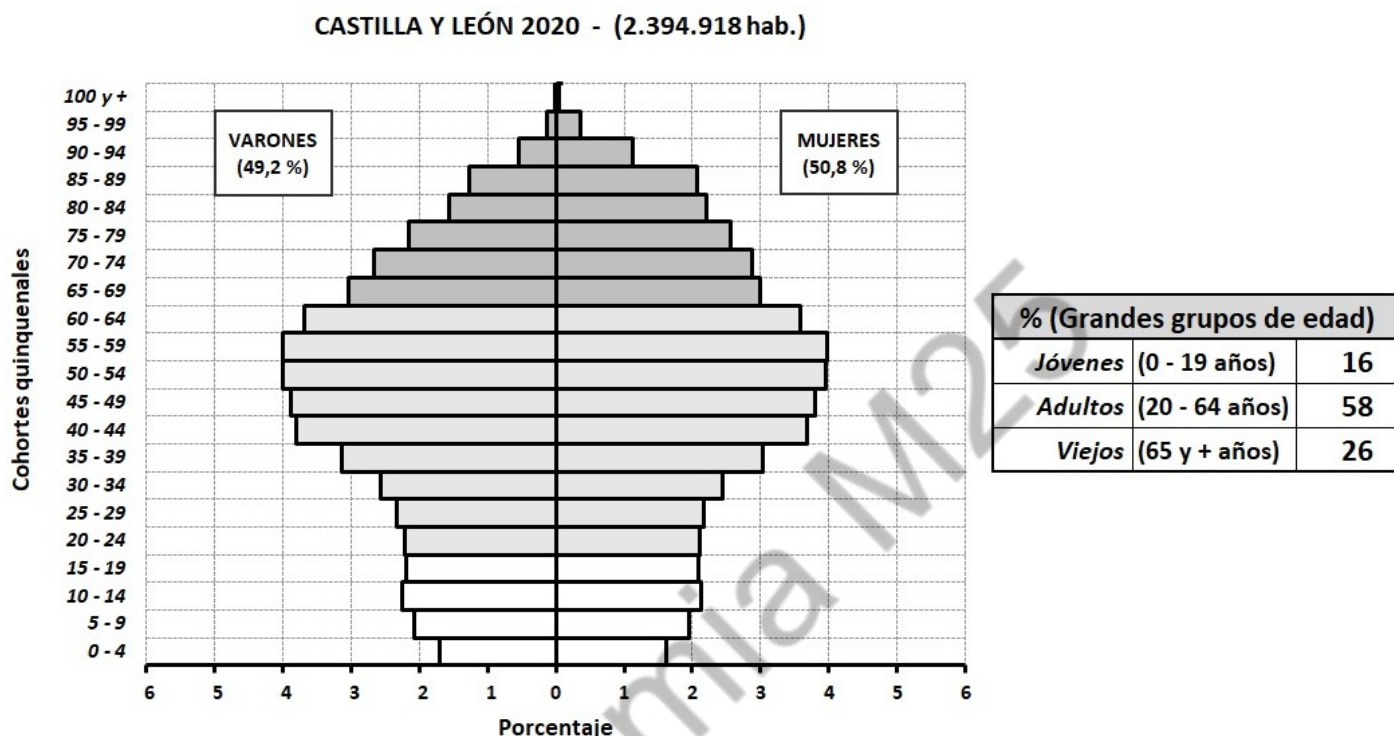 CASTILLA Y LEÓN 2020 - (2.394.918 hab.)
Cohortes quinquenales
100 y +
95 - 99
90 - 94
85 - 89
80 - 84
75 - 79
70 - 74
65 - 69
60 - 64
55 - 59
50 - 54
45 - 49
40 - 44
35 - 39
30 - 34
25 - 29
20 - 24
15 - 19
10 - 14
5 - 9
0 - 4
VARONES
(49,2 %)
MUJERES
(50,8 %)
6 5 4 3 2 1 0 1 2 3 4 5 6
Porcentaje
% (Grandes grupos de edad)
Jóvenes (0 - 19 años) 16
Adultos (20 - 64 años) 58
Viejos (65 y + años) 26
mia M25